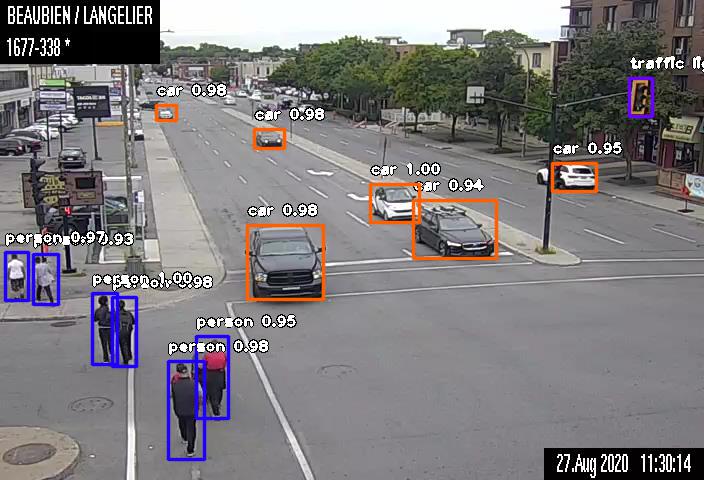 BEAUBIEN / LANGELIER
1677-338 *
traffic lig
car 0.98
car 0.98
car 0.95
car 1.00
car 0.94
car 0.98
person 0.97
0.93
person 1.00
0.98
person 0.95
person 0.98
27.Aug 2020 11:30:14